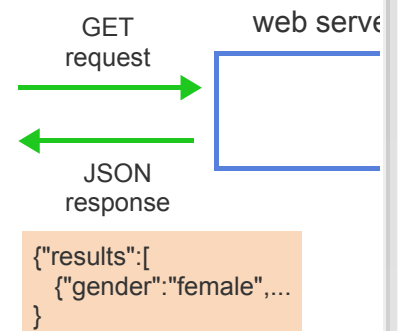 GET
request
web serve
JSON
response
{"results":[
{"gender":"female",...
}